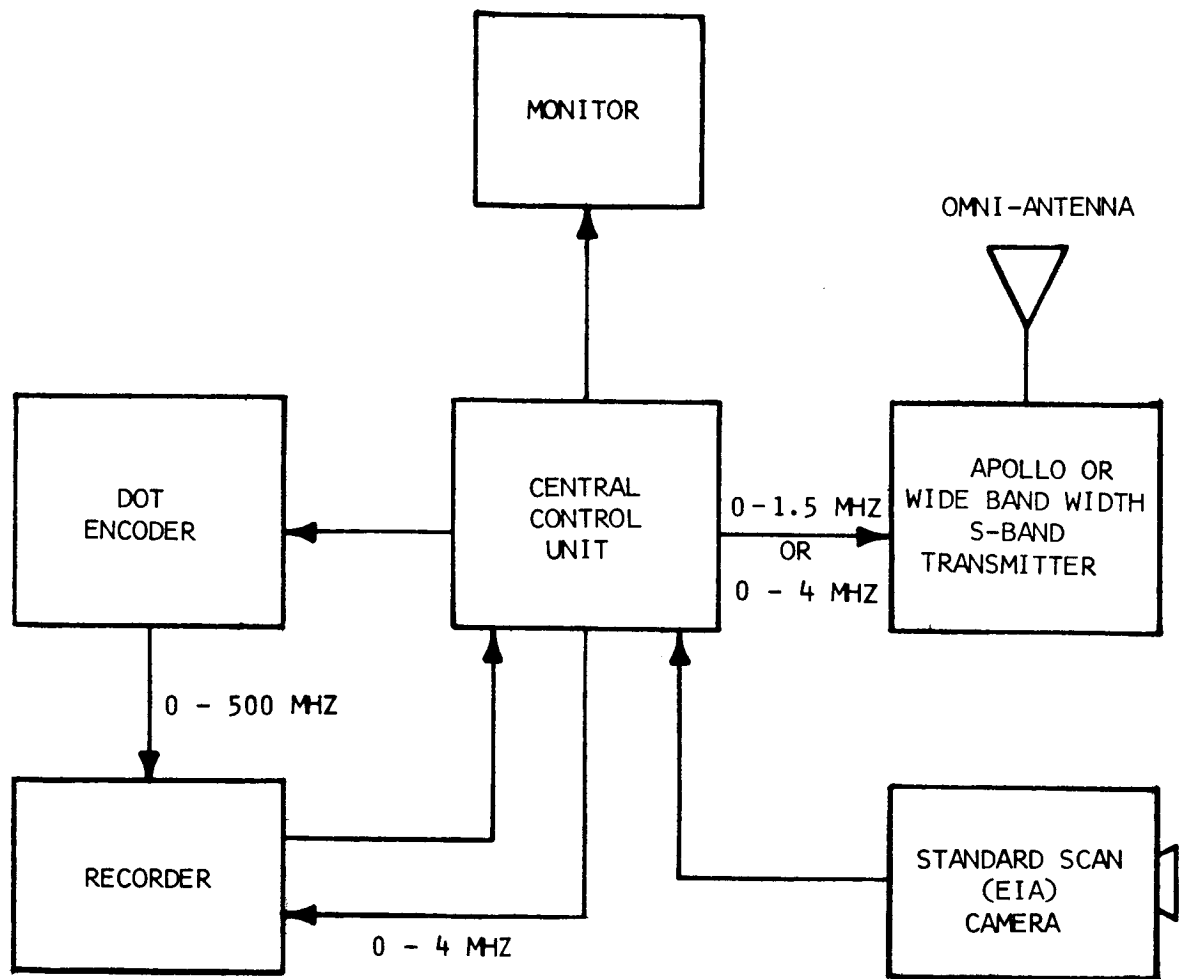 MONITOR
OMNI-ANTENNA
DOT
ENCODER
CENTRAL
CONTROL
UNIT
0-1.5 MHZ
OR
0 - 4 MHZ
APOLLO OR
WIDE BAND WIDTH
S-BAND
TRANSMITTER
0 - 500 MHZ
RECORDER
0 - 4 MHZ
STANDARD SCAN
(EIA)
CAMERA